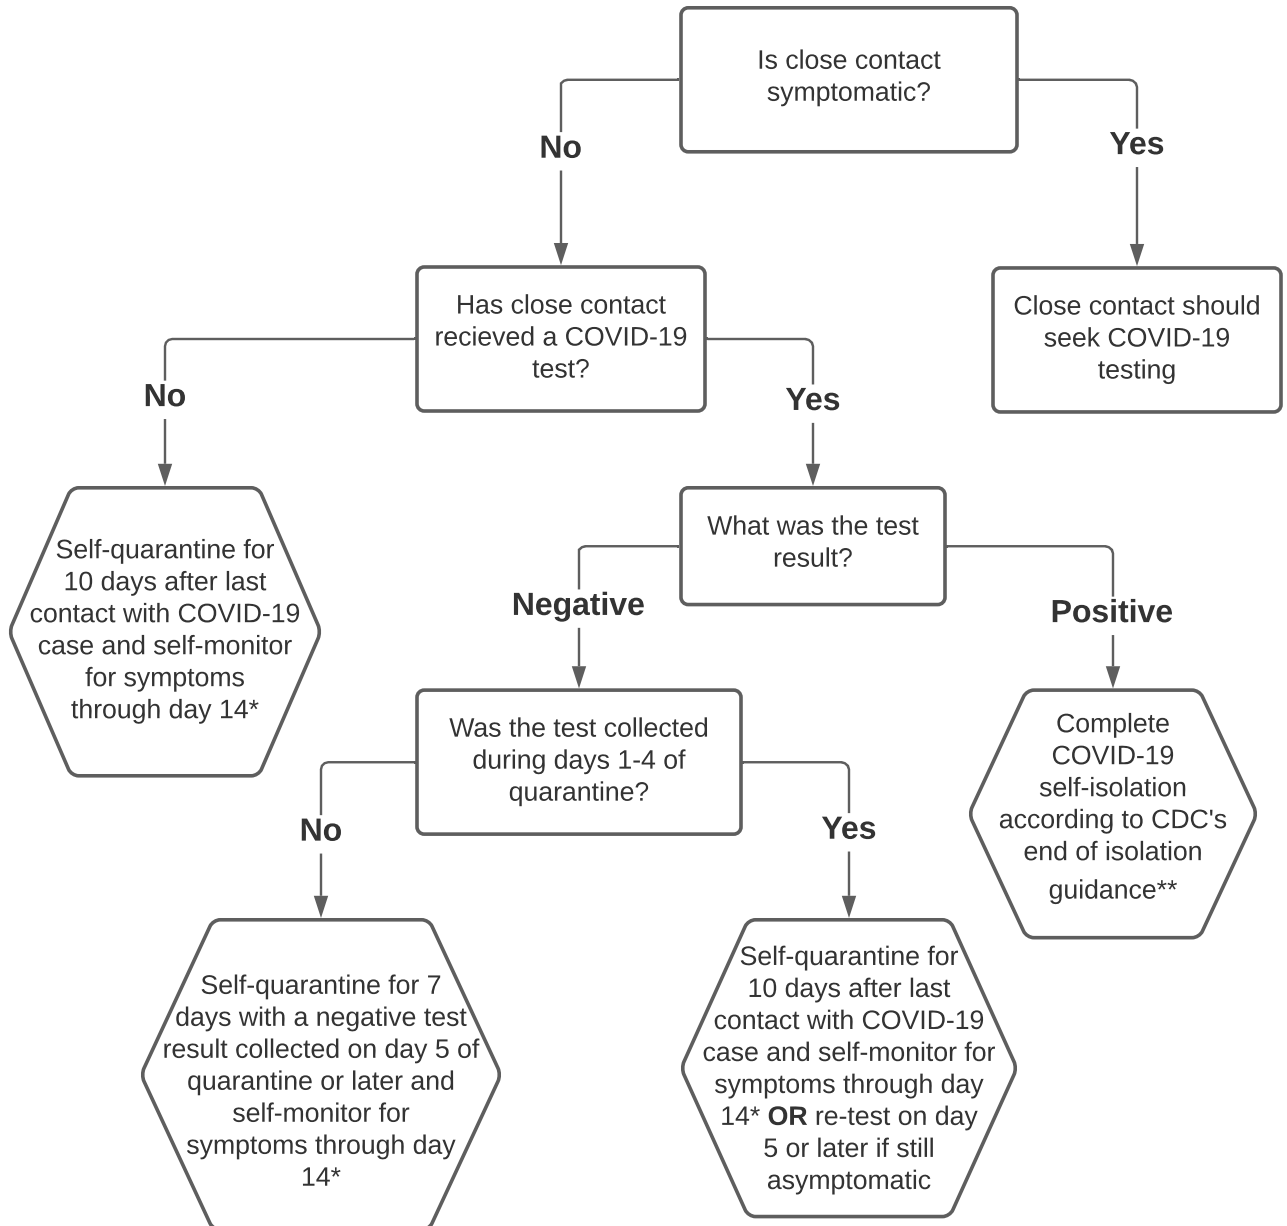 Is close contact
symptomatic?
No
Yes
Has close contact
recieved a COVID-19
test?
Close contact should
seek COVID-19
testing
No
Yes
Self-quarantine for
10 days after last
contact with COVID-19
case and self-monitor
for symptoms
through day 14*
What was the test
result?
Negative
Positive
Was the test collected
during days 1-4 of
quarantine?
Complete
COVID-19
self-isolation
according to CDC's
end of isolation
guidance**
No
Yes
Self-quarantine for 7
days with a negative test
result collected on day 5 of
quarantine or later and
self-monitor for
symptoms through day
14*
Self-quarantine for
10 days after last
contact with COVID-19
case and self-monitor for
symptoms through day
14* OR re-test on day
5 or later if still
asymptomatic